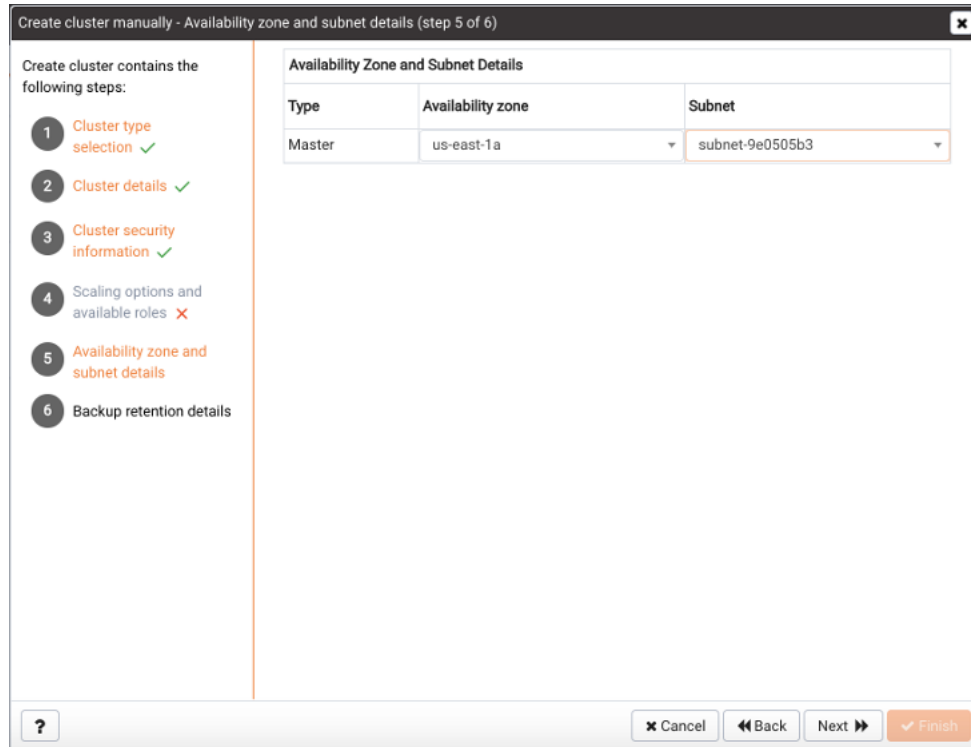 Create cluster manually - Availability zone and subnet details (step 5 of 6)
Create cluster contains the
following steps:
1 Cluster type
selection
2 Cluster details
3 Cluster security
information
4 Scaling options and
available roles
5 Availability zone and
subnet details
6 Backup retention details
Availability Zone and Subnet Details
Type Availability zone Subnet
Master us-east-1a subnet-9e0505b3
? Cancel Back Next Finish